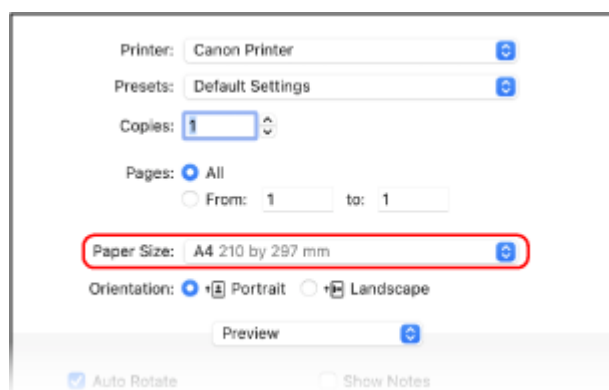 Printer: Canon Printer
Presets: Default Settings
Copies: 1
Pages: All
From: 1 to: 1
Paper Size: A4 210 by 297 mm
Orientation: Portrait Landscape
Preview
Auto Rotate Show Notes